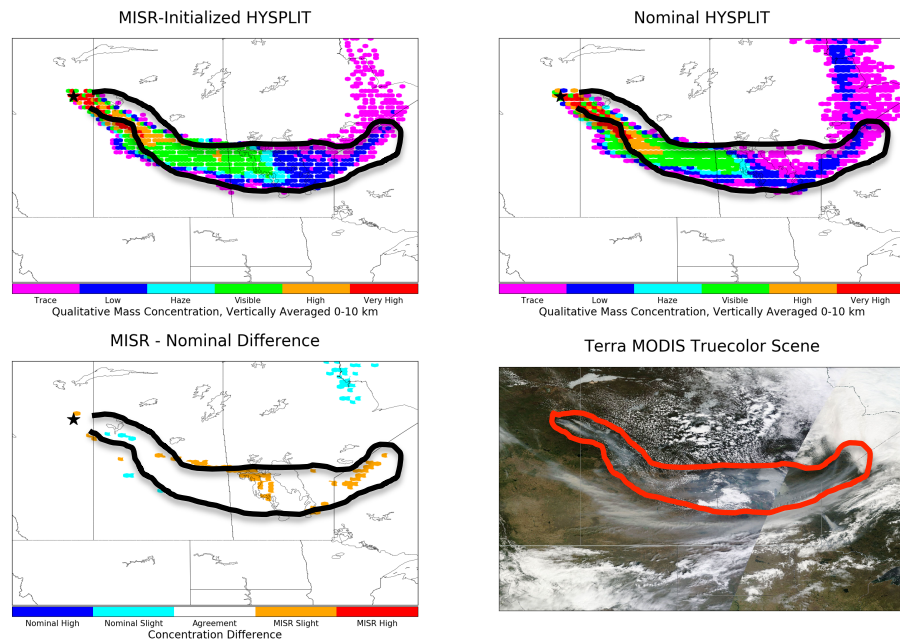 MISR-Initialized HYSPLIT
Nominal HYSPLIT
Trace Low Haze Visible High Very High
Qualitative Mass Concentration, Vertically Averaged 0-10 km
Trace Low Haze Visible High Very High
Qualitative Mass Concentration, Vertically Averaged 0-10 km
MISR - Nominal Difference
Terra MODIS Truecolor Scene
Nominal High Nominal Slight Agreement MISR Slight MISR High
Concentration Difference